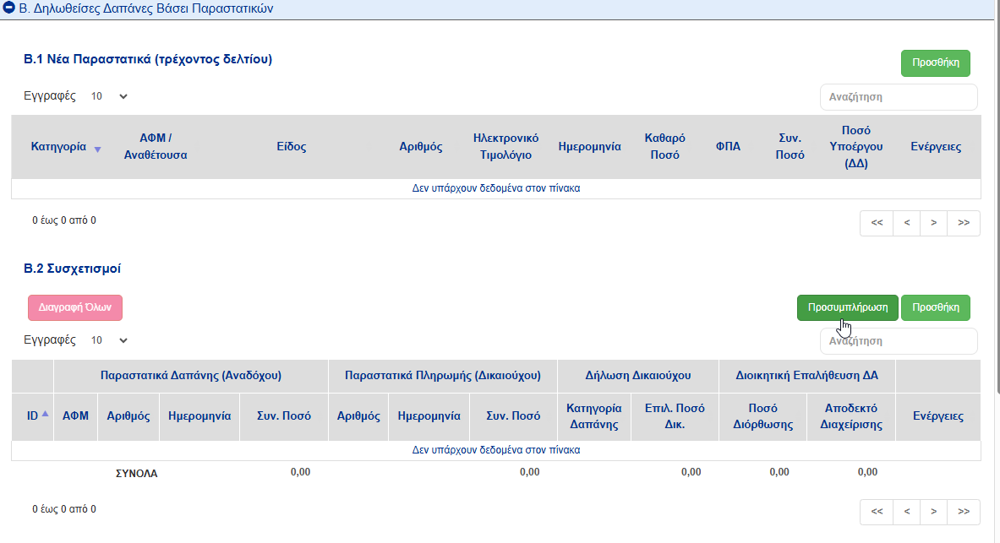 Β. Δηλωθείσες Δαπάνες Βάσει Παραστατικών
Β.1 Νέα Παραστατικά (τρέχοντος δελτίου)
Προσθήκη
Εγγραφές 10
Αναζήτηση
Κατηγορία ΑΦΜ / Αναθέτουσα Είδος Αριθμός Ηλεκτρονικό Τιμολόγιο Ημερομηνία Καθαρό Ποσό ΦΠΑ Συν. Ποσό Ποσό Υποέργου (ΔΔ) Ενέργειες
Δεν υπάρχουν δεδομένα στον πίνακα
0 έως 0 από 0
<< < > >>
Β.2 Συσχετισμοί
Διαγραφή Όλων Προσυμπλήρωση Προσθήκη
Εγγραφές 10
Αναζήτηση
Παραστατικά Δαπάνης (Αναδόχου) Παραστατικά Πληρωμής (Δικαιούχου) Δήλωση Δικαιούχου Διοικητική Επαλήθευση ΔΑ
ID ΑΦΜ Αριθμός Ημερομηνία Συν. Ποσό Αριθμός Ημερομηνία Συν. Ποσό Κατηγορία Δαπάνης Επιλ. Ποσό Δικ. Ποσό Διόρθωσης Αποδεκτό Διαχείρισης Ενέργειες
Δεν υπάρχουν δεδομένα στον πίνακα
ΣΥΝΟΛΑ 0,00 0,00 0,00 0,00 0,00
0 έως 0 από 0
<< < > >>